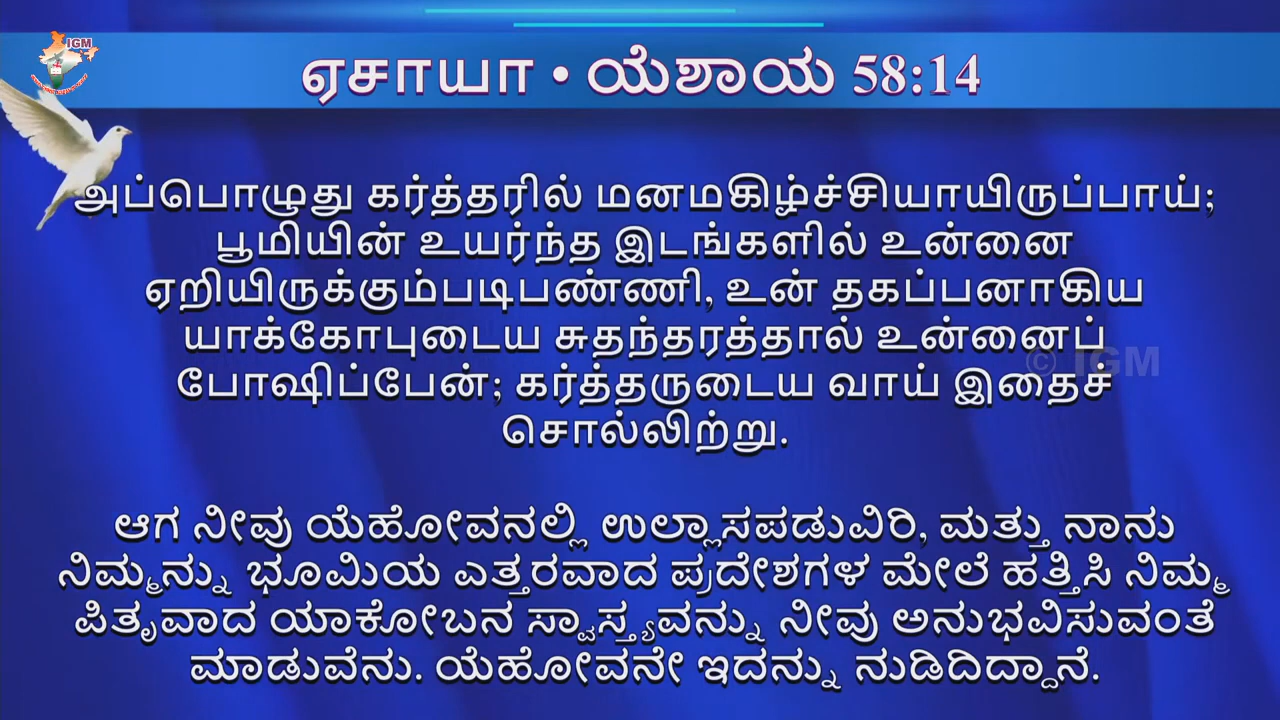 IGM
ஏசாயா • ಯೆಶಾಯ 58:14
அப்பொழுது கர்த்தரில் மனமகிழ்ச்சியாயிருப்பாய்;
பூமியின் உயர்ந்த இடங்களில் உன்னை
ஏறியிருக்கும்படிபண்ணி, உன் தகப்பனாகிய
யாக்கோபுடைய சுதந்தரத்தால் உன்னைப்
போஷிப்பேன்; கர்த்தருடைய வாய் இதைச்
சொல்லிற்று.
© IGM
ಆಗ ನೀವು ಯೆಹೋವನಲ್ಲಿ ಉಲ್ಲಾಸಪಡುವಿರಿ, ಮತ್ತು ನಾನು
ನಿಮ್ಮನ್ನು ಭೂಮಿಯ ಎತ್ತರವಾದ ಪ್ರದೇಶಗಳ ಮೇಲೆ ಹತ್ತಿಸಿ ನಿಮ್ಮ
ಪಿತೃವಾದ ಯಾಕೋಬನ ಸ್ವಾಸ್ತ್ಯವನ್ನು ನೀವು ಅನುಭವಿಸುವಂತೆ
ಮಾಡುವೆನು. ಯೆಹೋವನೇ ಇದನ್ನು ನುಡಿದಿದ್ದಾನೆ.